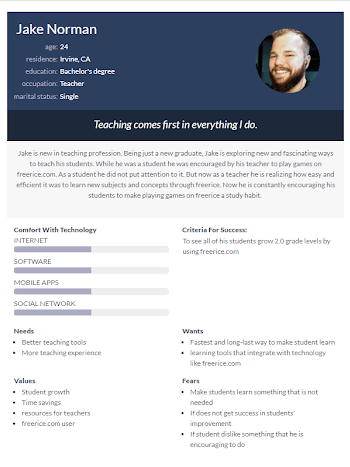 Jake Norman
age: 24
residence: Irvine, CA
education: Bachelor's degree
occupation: Teacher
marital status: Single
Teaching comes first in everything I do.
Jake is new in teaching profession. Being just a new graduate, Jake is exploring new and fascinating ways
to teach his students. While he was a student he was encouraged by his teacher to play games on
freerice.com. As a student he did not put attention to it. But now as a teacher he is realizing how easy and
efficient it was to learn new subjects and concepts through freerice. Now he is constantly encouraging his
students to make playing games on freerice a study habit.
Comfort With Technology
INTERNET
SOFTWARE
MOBILE APPS
SOCIAL NETWORK
Criteria For Success:
To see all of his students grow 2.0 grade levels by
using freerice.com
Needs
• Better teaching tools
• More teaching experience
Wants
• Fastest and long-last way to make student learn
• learning tools that integrate with technology
like freerice.com
Values
• Student growth
• Time savings
• resources for teachers
• freerice.com user
Fears
• Make students learn something that is not
needed
• If does not get success in students'
improvement
• If student dislike something that he is
encouraging to do